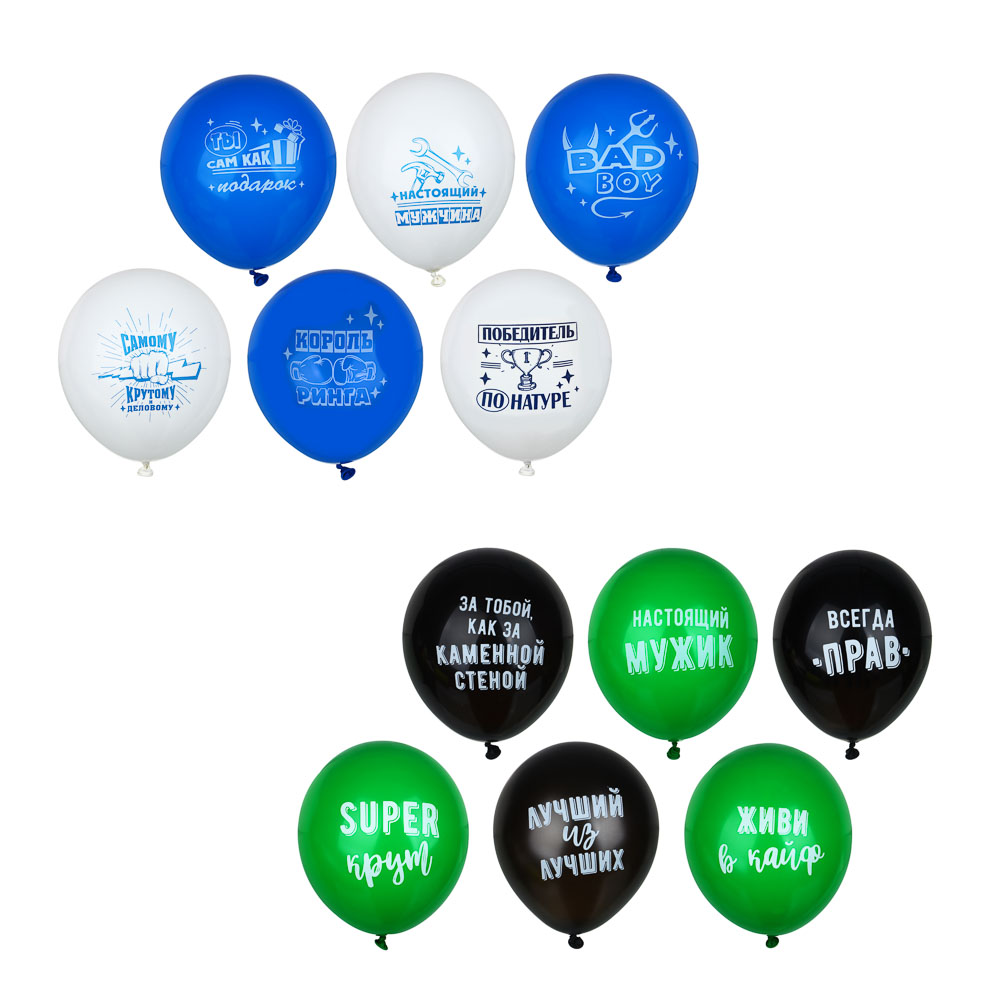 ТЫ
САМ КАК
подарок
НАСТОЯЩИЙ
МУЖЧИНА
BAD
BOY
САМОМУ
КРУТОМУ
И
ДЕЛОВОМУ
КОРОЛЬ
РИНГА
ПОБЕДИТЕЛЬ
1
ПО НАТУРЕ
ЗА ТОБОЙ,
КАК ЗА
КАМЕННОЙ
СТЕНОЙ
НАСТОЯЩИЙ
МУЖИК
ВСЕГДА
·ПРАВ·
SUPER
крут
ЛУЧШИЙ
из
ЛУЧШИХ
ЖИВИ
в кайф